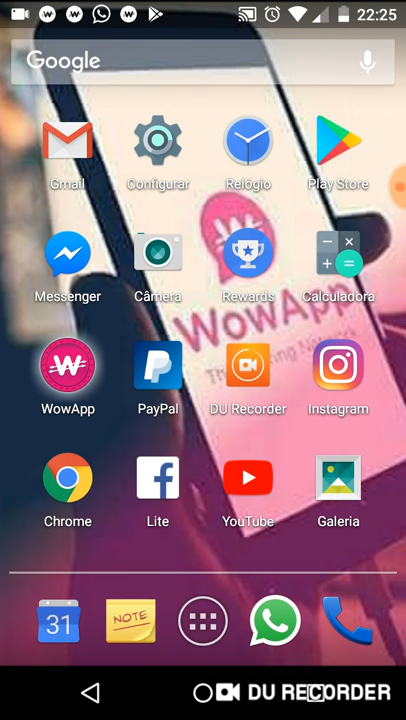 22:25
Google
Gmail Configurar Relógio Play Store
Messenger Câmera Rewards Calculadora
WowApp
WowApp PayPal DU Recorder Instagram
Chrome Lite YouTube Galeria
31 NOTE
DU RECORDER